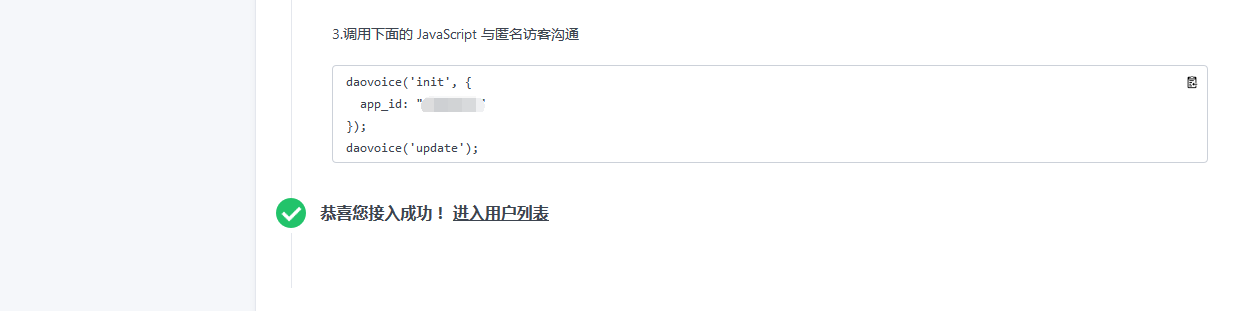 3.调用下面的 JavaScript 与匿名访客沟通
daovoice('init', {
app_id: "
});
daovoice('update');
恭喜您接入成功！ 进入用户列表